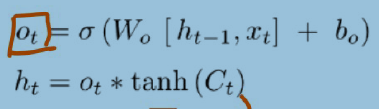 o_t = σ (W_o [h_{t−1}, x_t] + b_o)
h_t = o_t * tanh (C_t)